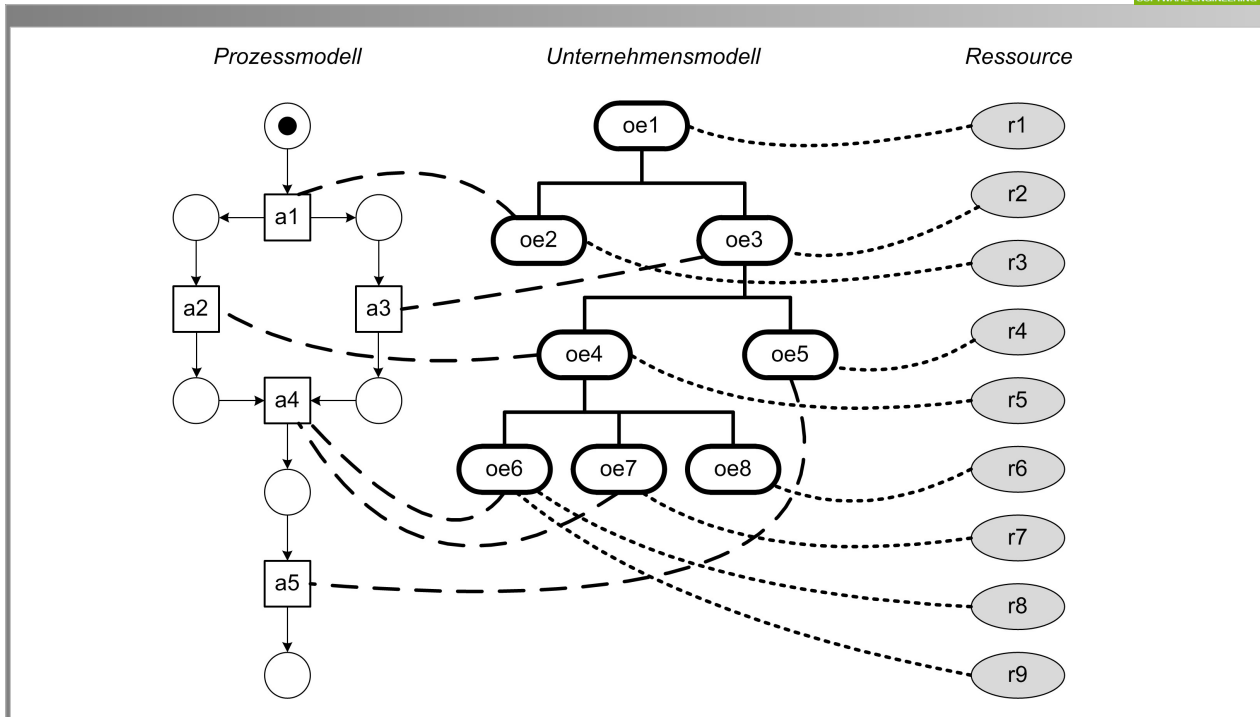 Prozessmodell Unternehmensmodell Ressource
oe1 r1
r2
a1
oe2 oe3
r3
a2 a3
r4
oe4 oe5
a4 r5
oe6 oe7 oe8 r6
r7
a5
r8
r9